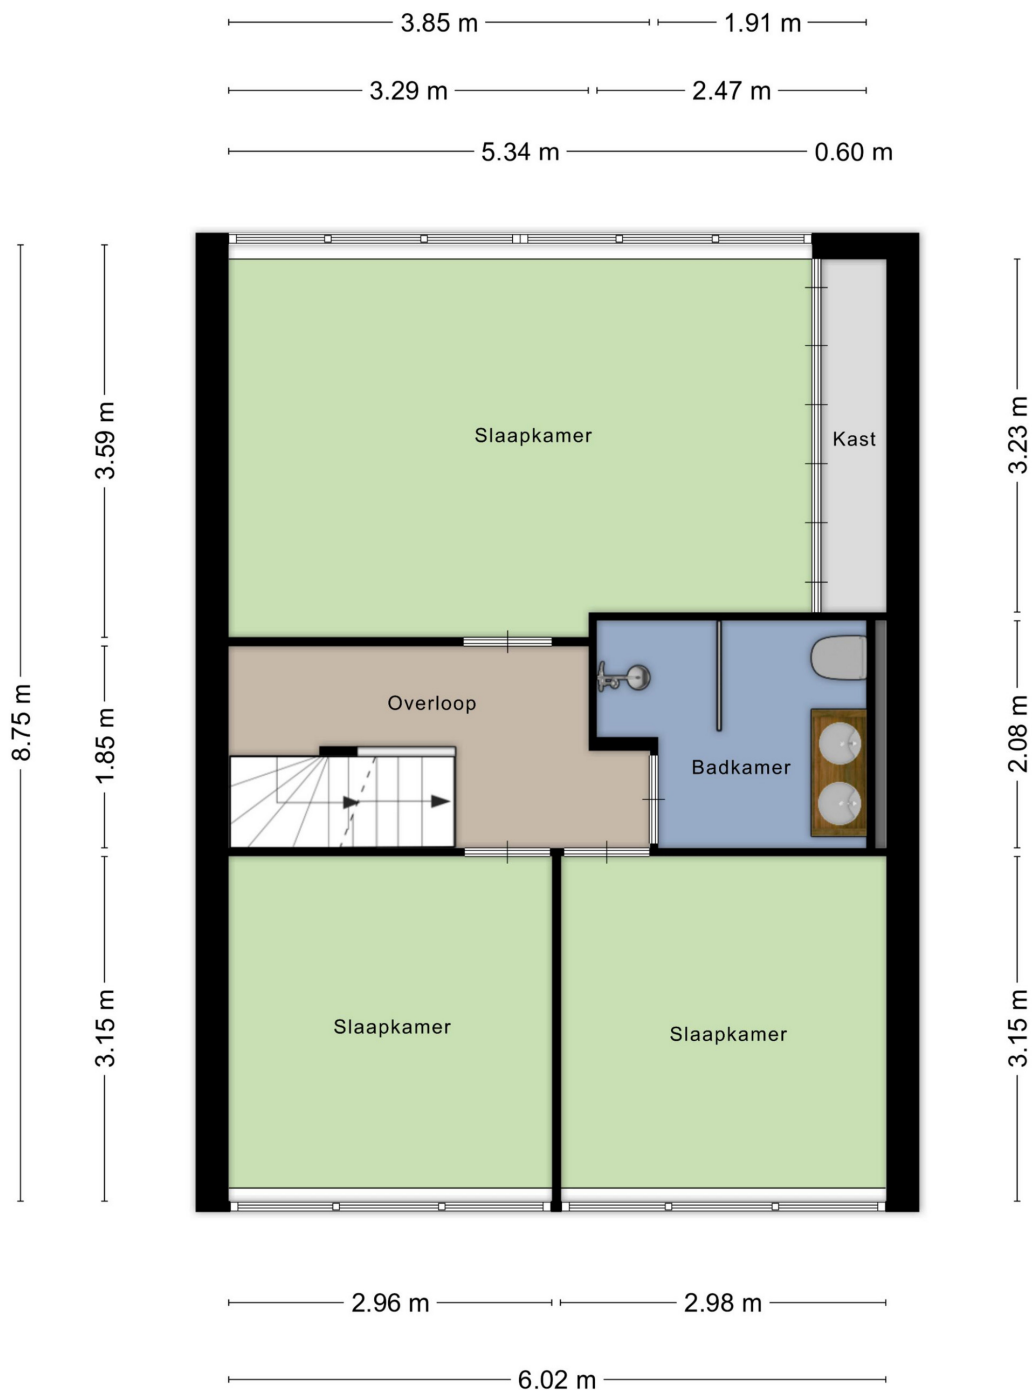 3.85 m
1.91 m
3.29 m
2.47 m
5.34 m
0.60 m
8.75 m
3.59 m
1.85 m
3.15 m
Slaapkamer
Kast
3.23 m
Overloop
Badkamer
2.08 m
Slaapkamer
Slaapkamer
3.15 m
2.96 m
2.98 m
6.02 m